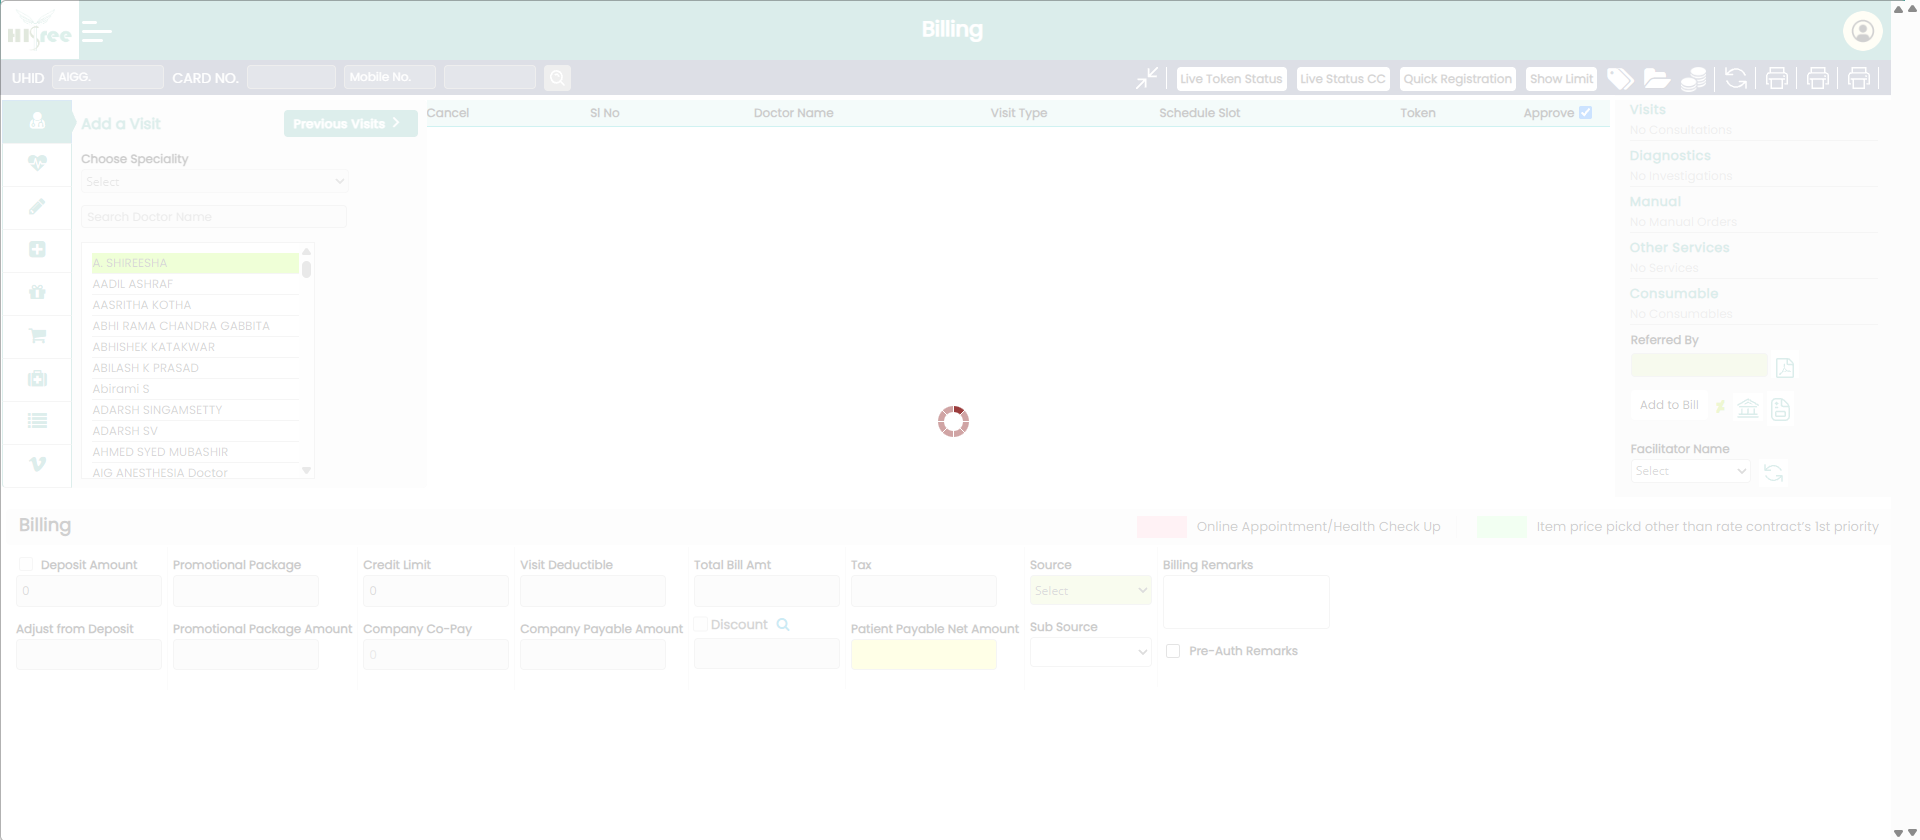 HISree
Billing
UHID AIGG. CARD NO. Mobile No. Live Token Status Live Status CC Quick Registration Show Limit
Add a Visit
Previous Visits
Choose Speciality
Select
Search Doctor Name
A. SHIREESHA
AADIL ASHRAF
AASRITHA KOTHA
ABHI RAMA CHANDRA GABBITA
ABHISHEK KATAKWAR
ABILASH K PRASAD
Abirami S
ADARSH SINGAMSETTY
ADARSH SV
AHMED SYED MUBASHIR
AIG ANESTHESIA Doctor
Cancel Sl No Doctor Name Visit Type Schedule Slot Token Approve
Visits
No Consultations
Diagnostics
No Investigations
Manual
No Manual Orders
Other Services
No Services
Consumable
No Consumables
Referred By
Add to Bill
Facilitator Name
Select
Billing
Online Appointment/Health Check Up
Item price pickd other than rate contract's 1st priority
Deposit Amount Promotional Package Credit Limit Visit Deductible Total Bill Amt Tax Source Billing Remarks
0 0 Select
Adjust from Deposit Promotional Package Amount Company Co-Pay Company Payable Amount Discount Patient Payable Net Amount Sub Source
0
Pre-Auth Remarks